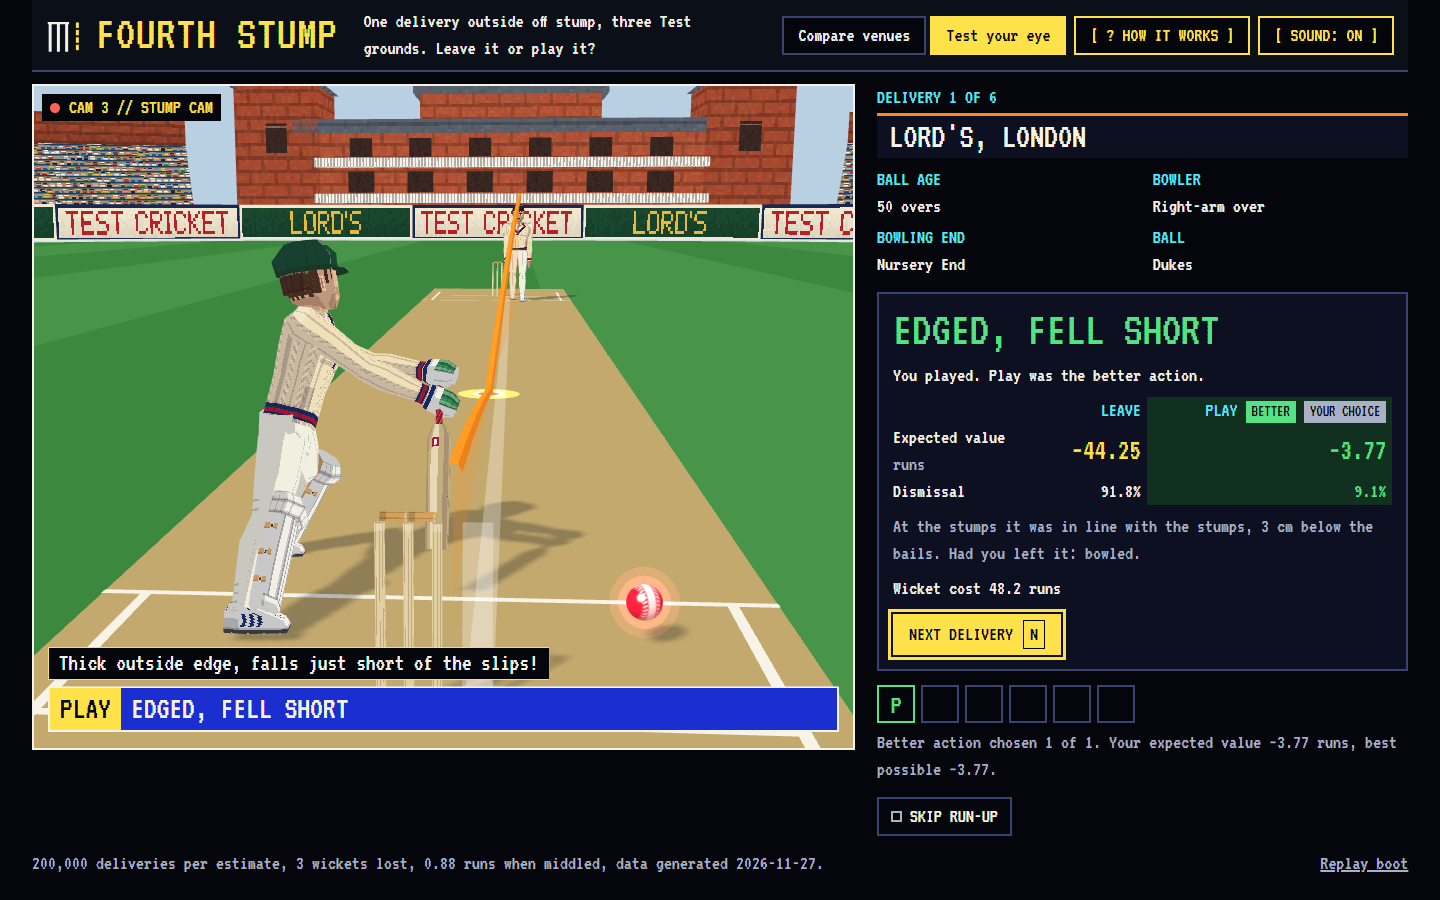 FOURTH STUMP
One delivery outside off stump, three Test
grounds. Leave it or play it?
Compare venues
Test your eye
[ ? HOW IT WORKS ]
[ SOUND: ON ]
CAM 3 // STUMP CAM
TEST CRICKET
LORD'S
TEST CRICKET
LORD'S
TEST C
Thick outside edge, falls just short of the slips!
PLAY EDGED, FELL SHORT
DELIVERY 1 OF 6
LORD'S, LONDON
BALL AGE
50 overs
BOWLER
Right-arm over
BOWLING END
Nursery End
BALL
Dukes
EDGED, FELL SHORT
You played. Play was the better action.
LEAVE PLAY BETTER YOUR CHOICE
Expected value runs -44.25 -3.77
Dismissal 91.8% 9.1%
At the stumps it was in line with the stumps, 3 cm below the
bails. Had you left it: bowled.
Wicket cost 48.2 runs
NEXT DELIVERY N
P
Better action chosen 1 of 1. Your expected value -3.77 runs, best
possible -3.77.
SKIP RUN-UP
200,000 deliveries per estimate, 3 wickets lost, 0.88 runs when middled, data generated 2026-11-27.
Replay boot